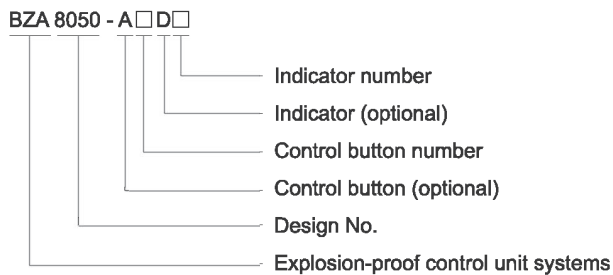 BZA 8050 - A□ D□
Indicator number
Indicator (optional)
Control button number
Control button (optional)
Design No.
Explosion-proof control unit systems